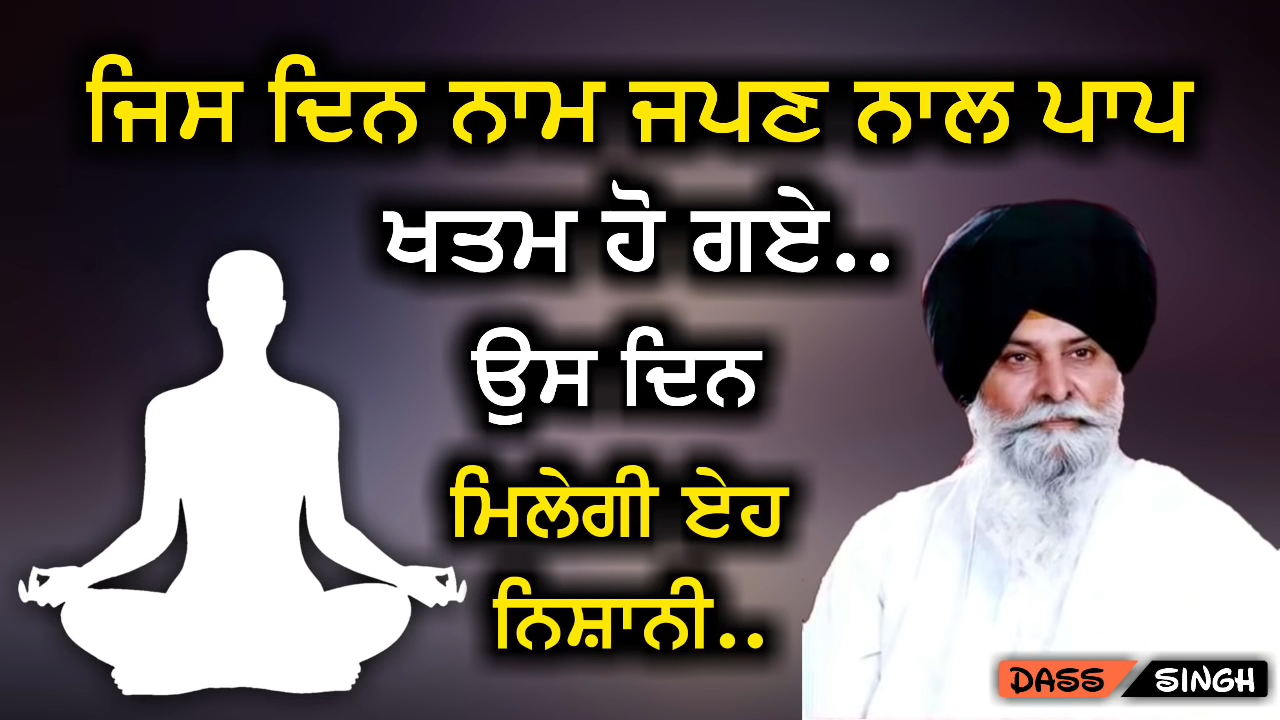 ਜਿਸ ਦਿਨ ਨਾਮ ਜਪਣ ਨਾਲ ਪਾਪ
ਖਤਮ ਹੋ ਗਏ..
ਉਸ ਦਿਨ
ਮਿਲੇਗੀ ਏਹ
ਨਿਸ਼ਾਨੀ..
DASS SINGH